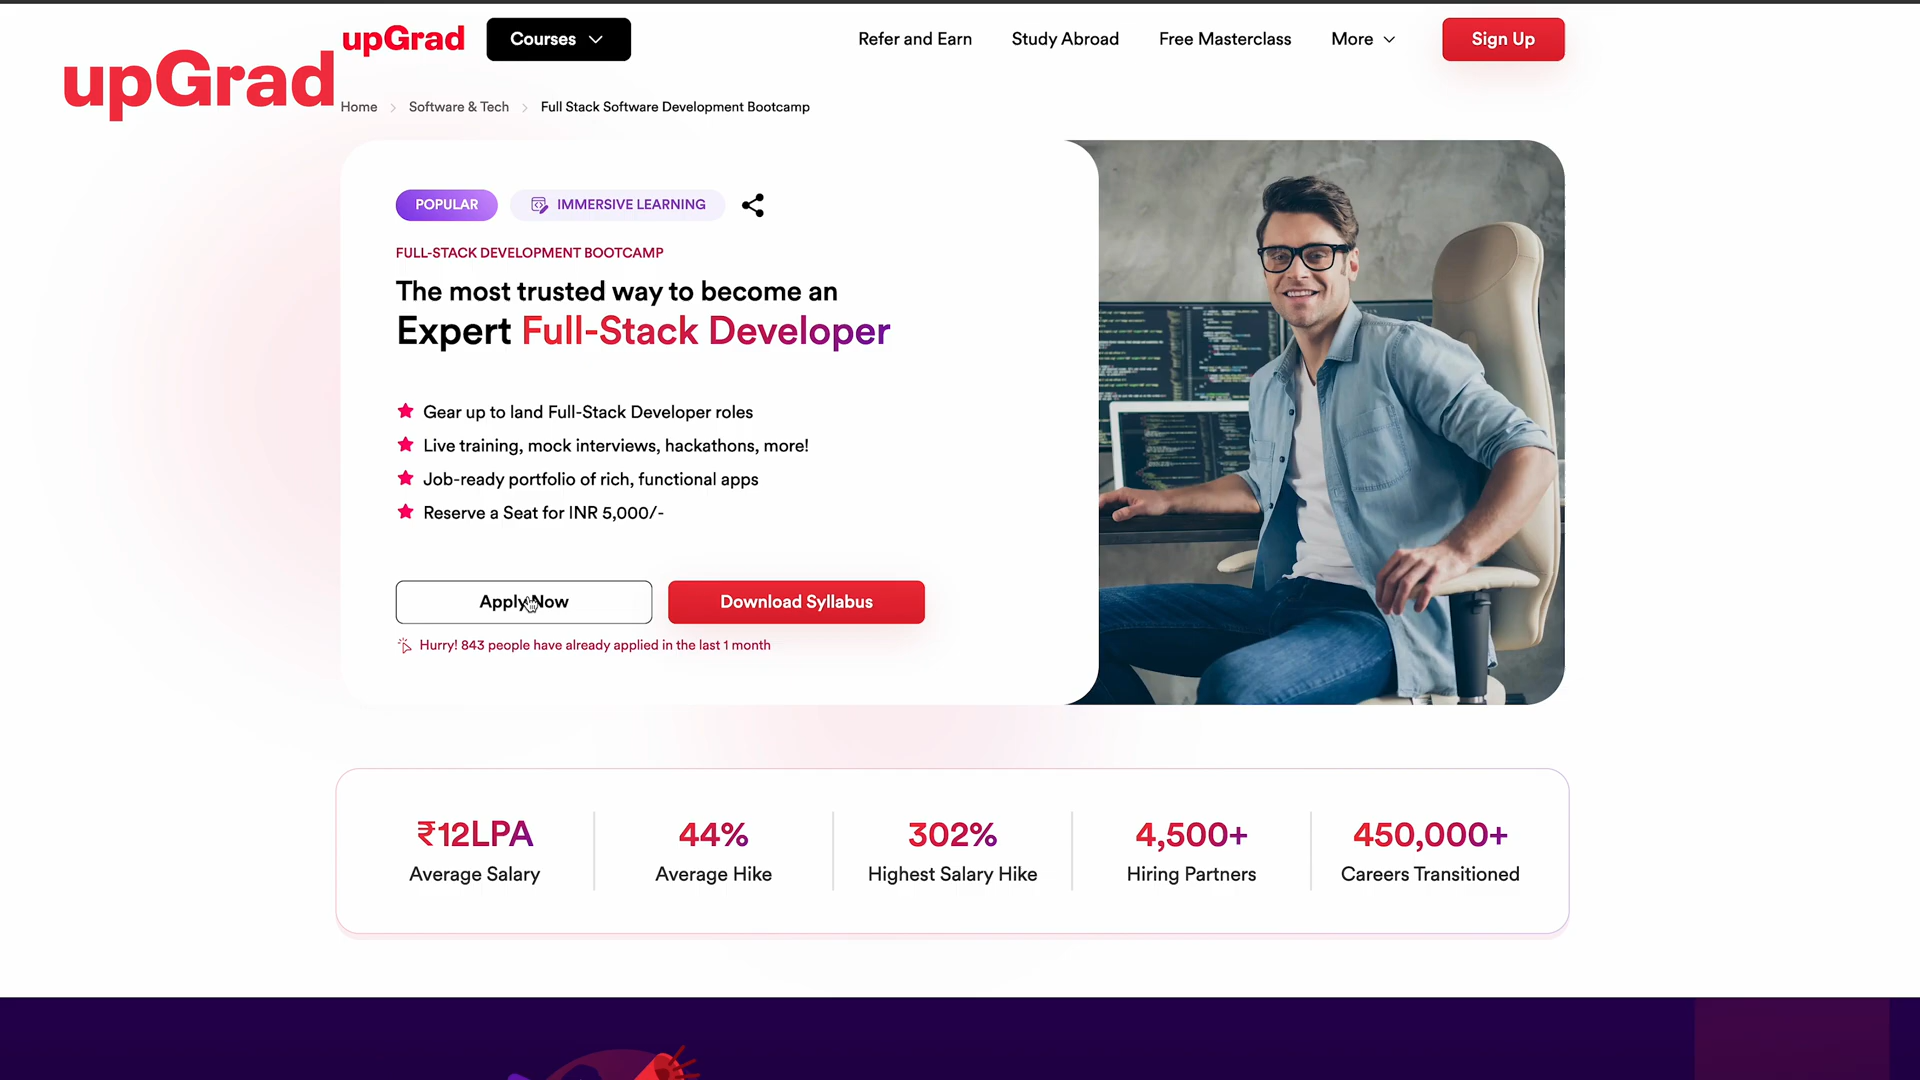 upGrad
upGrad
Courses
Refer and Earn
Study Abroad
Free Masterclass
More
Sign Up
Home
Software & Tech
Full Stack Software Development Bootcamp
POPULAR
IMMERSIVE LEARNING
FULL-STACK DEVELOPMENT BOOTCAMP
The most trusted way to become an
Expert Full-Stack Developer
Gear up to land Full-Stack Developer roles
Live training, mock interviews, hackathons, more!
Job-ready portfolio of rich, functional apps
Reserve a Seat for INR 5,000/-
Apply Now
Download Syllabus
Hurry! 843 people have already applied in the last 1 month
₹12LPA
Average Salary
44%
Average Hike
302%
Highest Salary Hike
4,500+
Hiring Partners
450,000+
Careers Transitioned